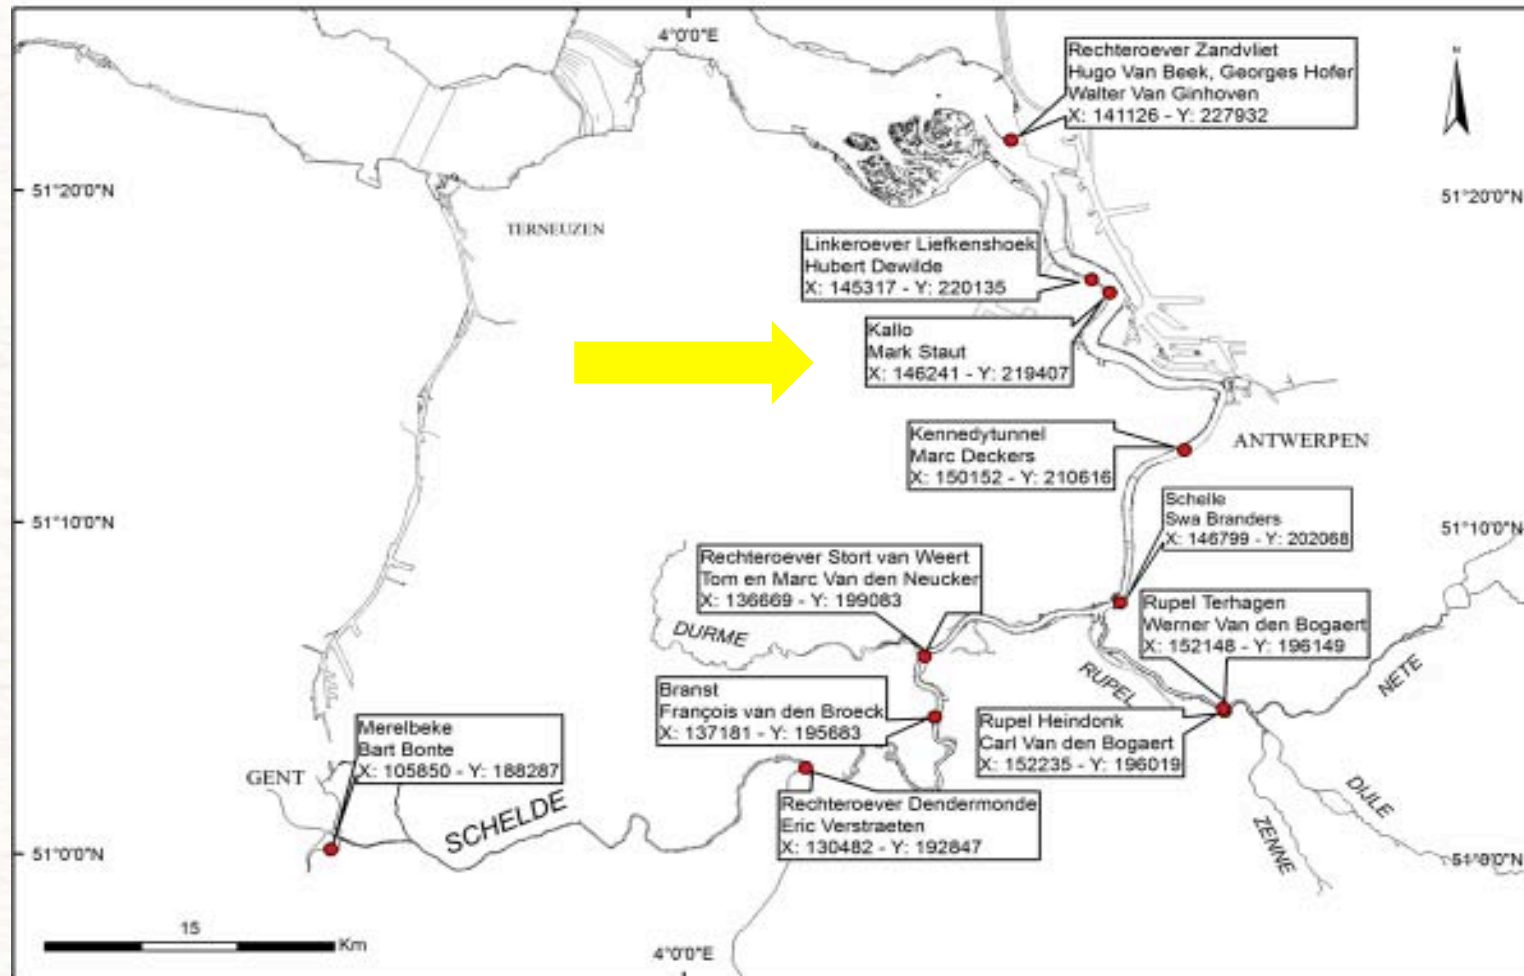 4°0'0"E
N
Rechteroever Zandvliet
Hugo Van Beek, Georges Hofer
Walter Van Ginhoven
X: 141126 - Y: 227932
51°20'0"N
51°20'0"N
TERNEUZEN
Linkeroever Liefkenshoek
Hubert Dewilde
X: 145317 - Y: 220135
Kallo
Mark Staut
X: 146241 - Y: 219407
Kennedytunnel
Marc Deckers
X: 150152 - Y: 210616
ANTWERPEN
Schelle
Swa Branders
X: 146799 - Y: 202068
51°10'0"N
51°10'0"N
Rechteroever Stort van Weert
Tom en Marc Van den Neucker
X: 136669 - Y: 199083
Rupel Terhagen
Werner Van den Bogaert
X: 152148 - Y: 196149
DURME
RUPEL
NETE
Branst
François van den Broeck
X: 137181 - Y: 195683
Rupel Heindonk
Carl Van den Bogaert
X: 152235 - Y: 196019
Merelbeke
Bart Bonte
X: 105850 - Y: 188287
GENT
SCHELDE
Rechteroever Dendermonde
Eric Verstraeten
X: 130482 - Y: 192847
DIJLE
ZENNE
51°0'0"N
51°0'0"N
15
Km
4°0'0"E